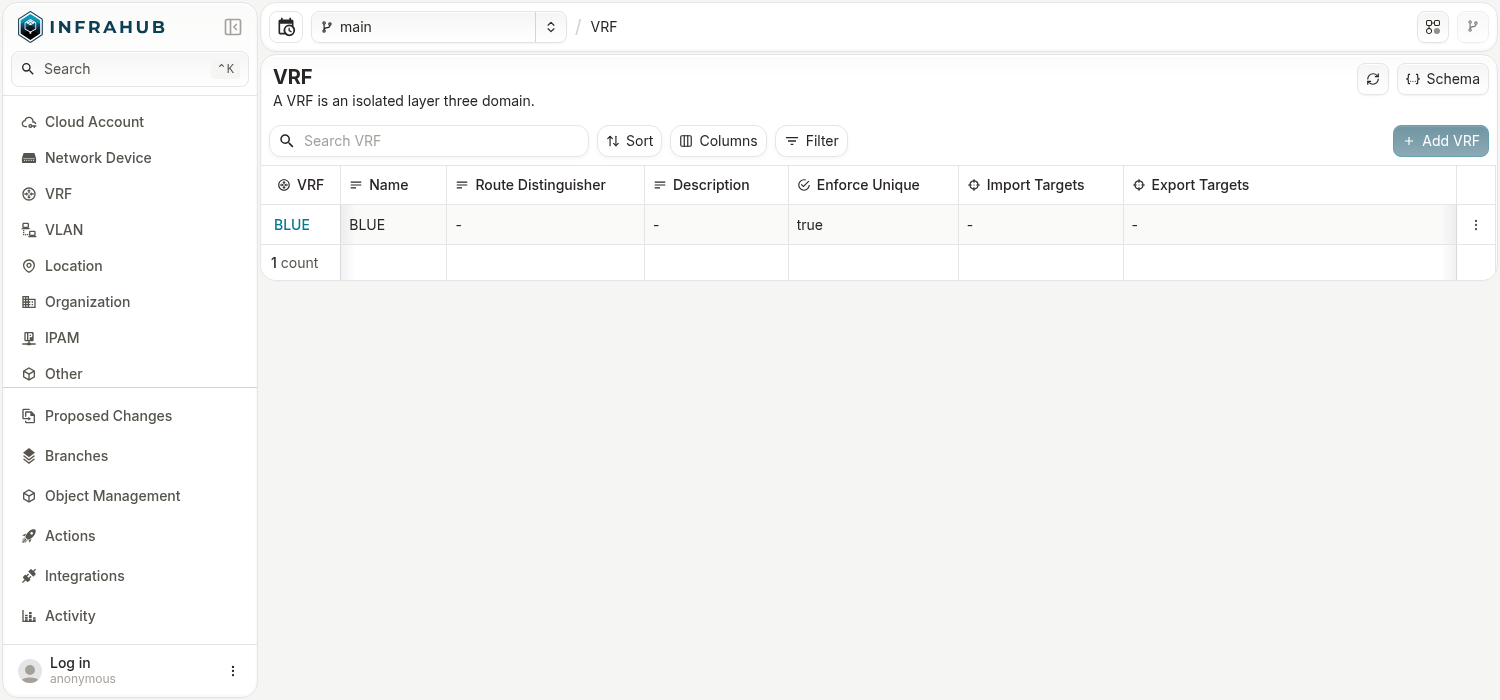 INFRAHUB
Search ⌃K
Cloud Account
Network Device
VRF
VLAN
Location
Organization
IPAM
Other
Proposed Changes
Branches
Object Management
Actions
Integrations
Activity
Log in
anonymous
main / VRF
VRF
A VRF is an isolated layer three domain.
Schema
Search VRF Sort Columns Filter + Add VRF
VRF Name Route Distinguisher Description Enforce Unique Import Targets Export Targets
BLUE BLUE - - true - -
1 count